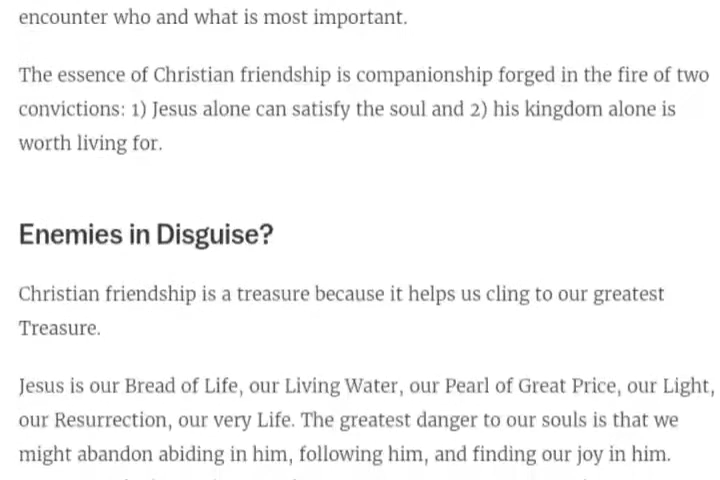 encounter who and what is most important.
The essence of Christian friendship is companionship forged in the fire of two
convictions: 1) Jesus alone can satisfy the soul and 2) his kingdom alone is
worth living for.
Enemies in Disguise?
Christian friendship is a treasure because it helps us cling to our greatest
Treasure.
Jesus is our Bread of Life, our Living Water, our Pearl of Great Price, our Light,
our Resurrection, our very Life. The greatest danger to our souls is that we
might abandon abiding in him, following him, and finding our joy in him.